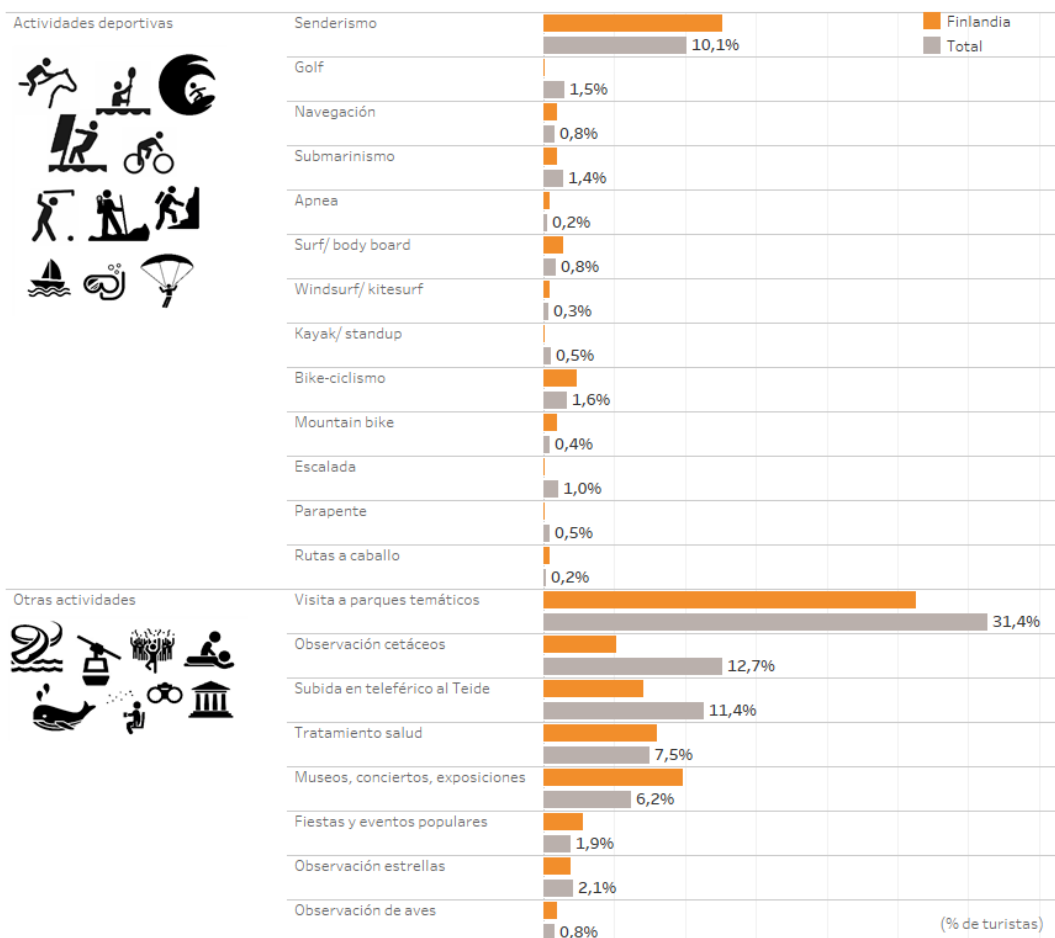 Actividades deportivas
Senderismo
Finlandia
Total
10,1%
Golf
1,5%
Navegación
0,8%
Submarinismo
1,4%
Apnea
0,2%
Surf/ body board
0,8%
Windsurf/ kitesurf
0,3%
Kayak/ standup
0,5%
Bike-ciclismo
1,6%
Mountain bike
0,4%
Escalada
1,0%
Parapente
0,5%
Rutas a caballo
0,2%
Otras actividades
Visita a parques temáticos
31,4%
Observación cetáceos
12,7%
Subida en teleférico al Teide
11,4%
Tratamiento salud
7,5%
Museos, conciertos, exposiciones
6,2%
Fiestas y eventos populares
1,9%
Observación estrellas
2,1%
Observación de aves
0,8%
(% de turistas)